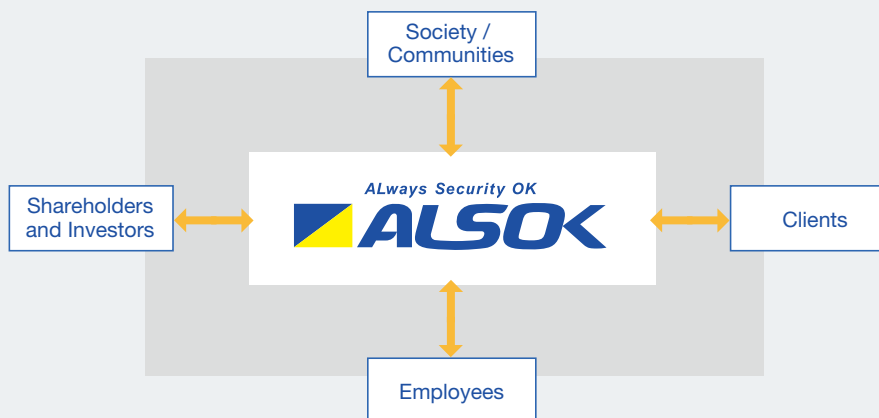 Society /
Communities
ALways Security OK
ALSOK
Shareholders
and Investors
Clients
Employees